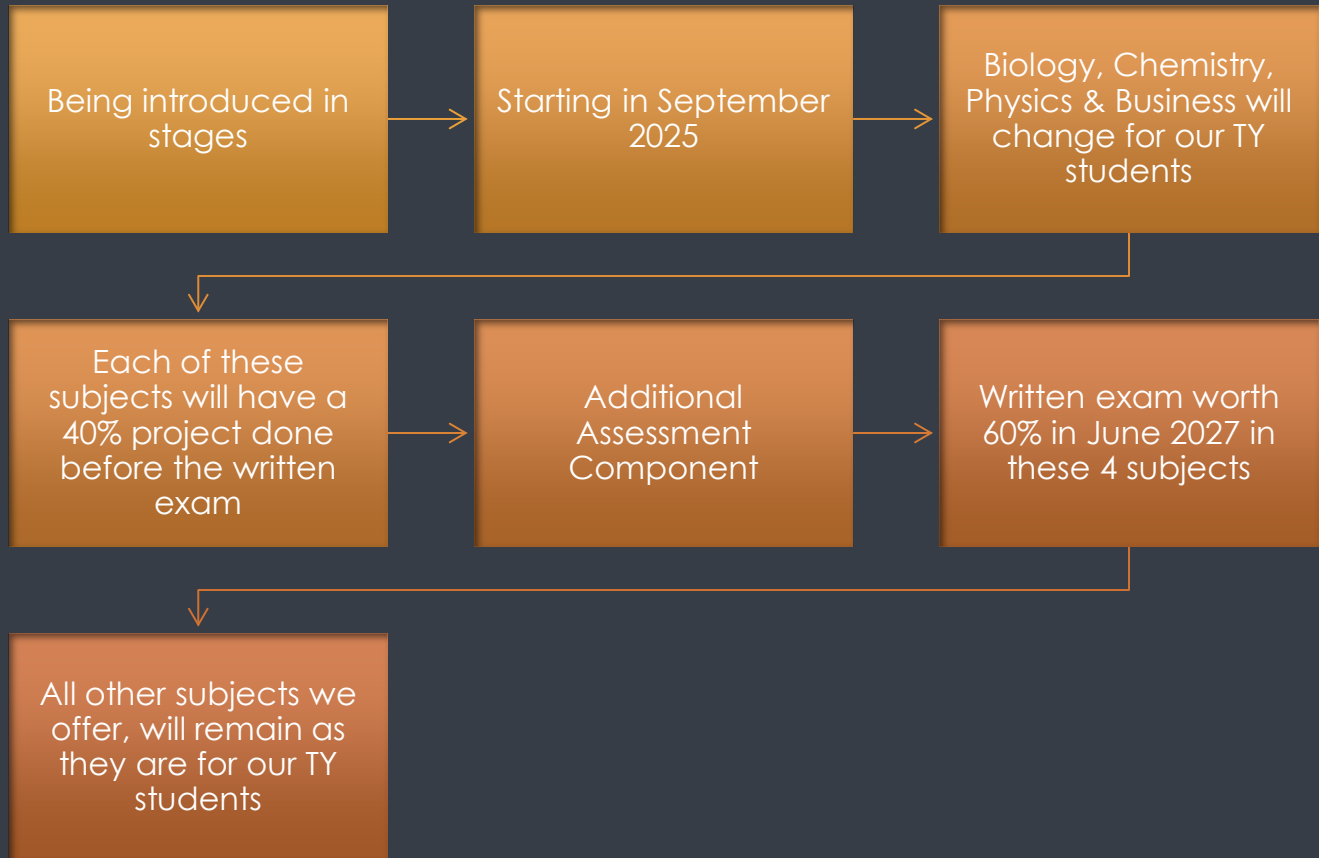 Being introduced in
stages
Starting in September
2025
Biology, Chemistry,
Physics & Business will
change for our TY
students
Each of these
subjects will have a
40% project done
before the written
exam
Additional
Assessment
Component
Written exam worth
60% in June 2027 in
these 4 subjects
All other subjects we
offer, will remain as
they are for our TY
students